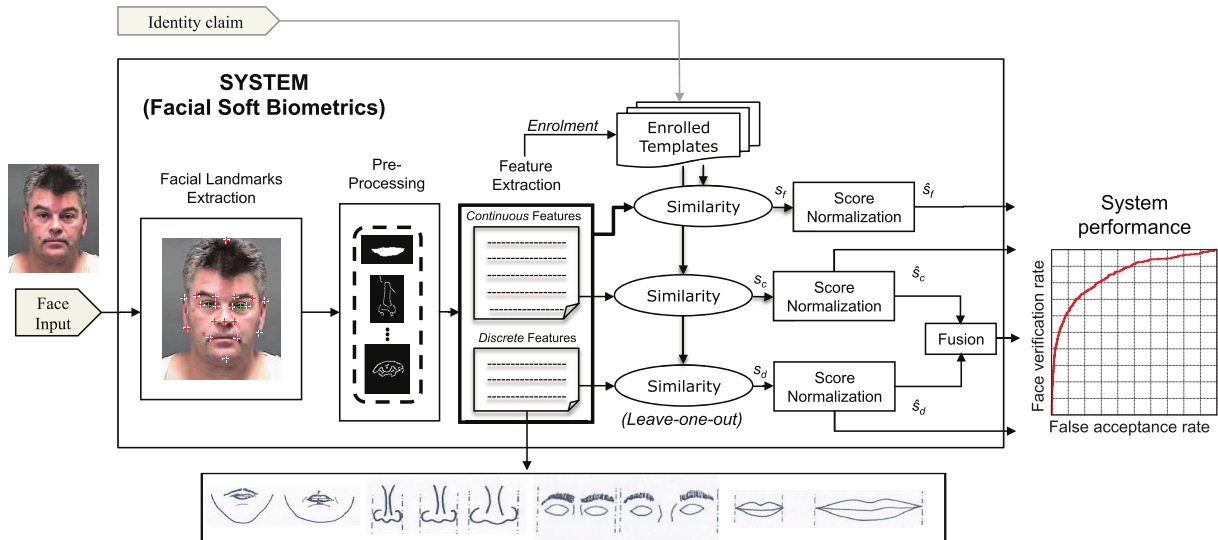 Identity claim
SYSTEM
(Facial Soft Biometrics)
Enrolment
Enrolled
Templates
Facial Landmarks
Extraction
Pre-
Processing
Feature
Extraction
Continuous Features
Discrete Features
Similarity
s_f
Score
Normalization
ŝ_f
Similarity
s_c
Score
Normalization
ŝ_c
Similarity
s_d
Score
Normalization
ŝ_d
(Leave-one-out)
Fusion
Face
Input
System
performance
Face verification rate
False acceptance rate